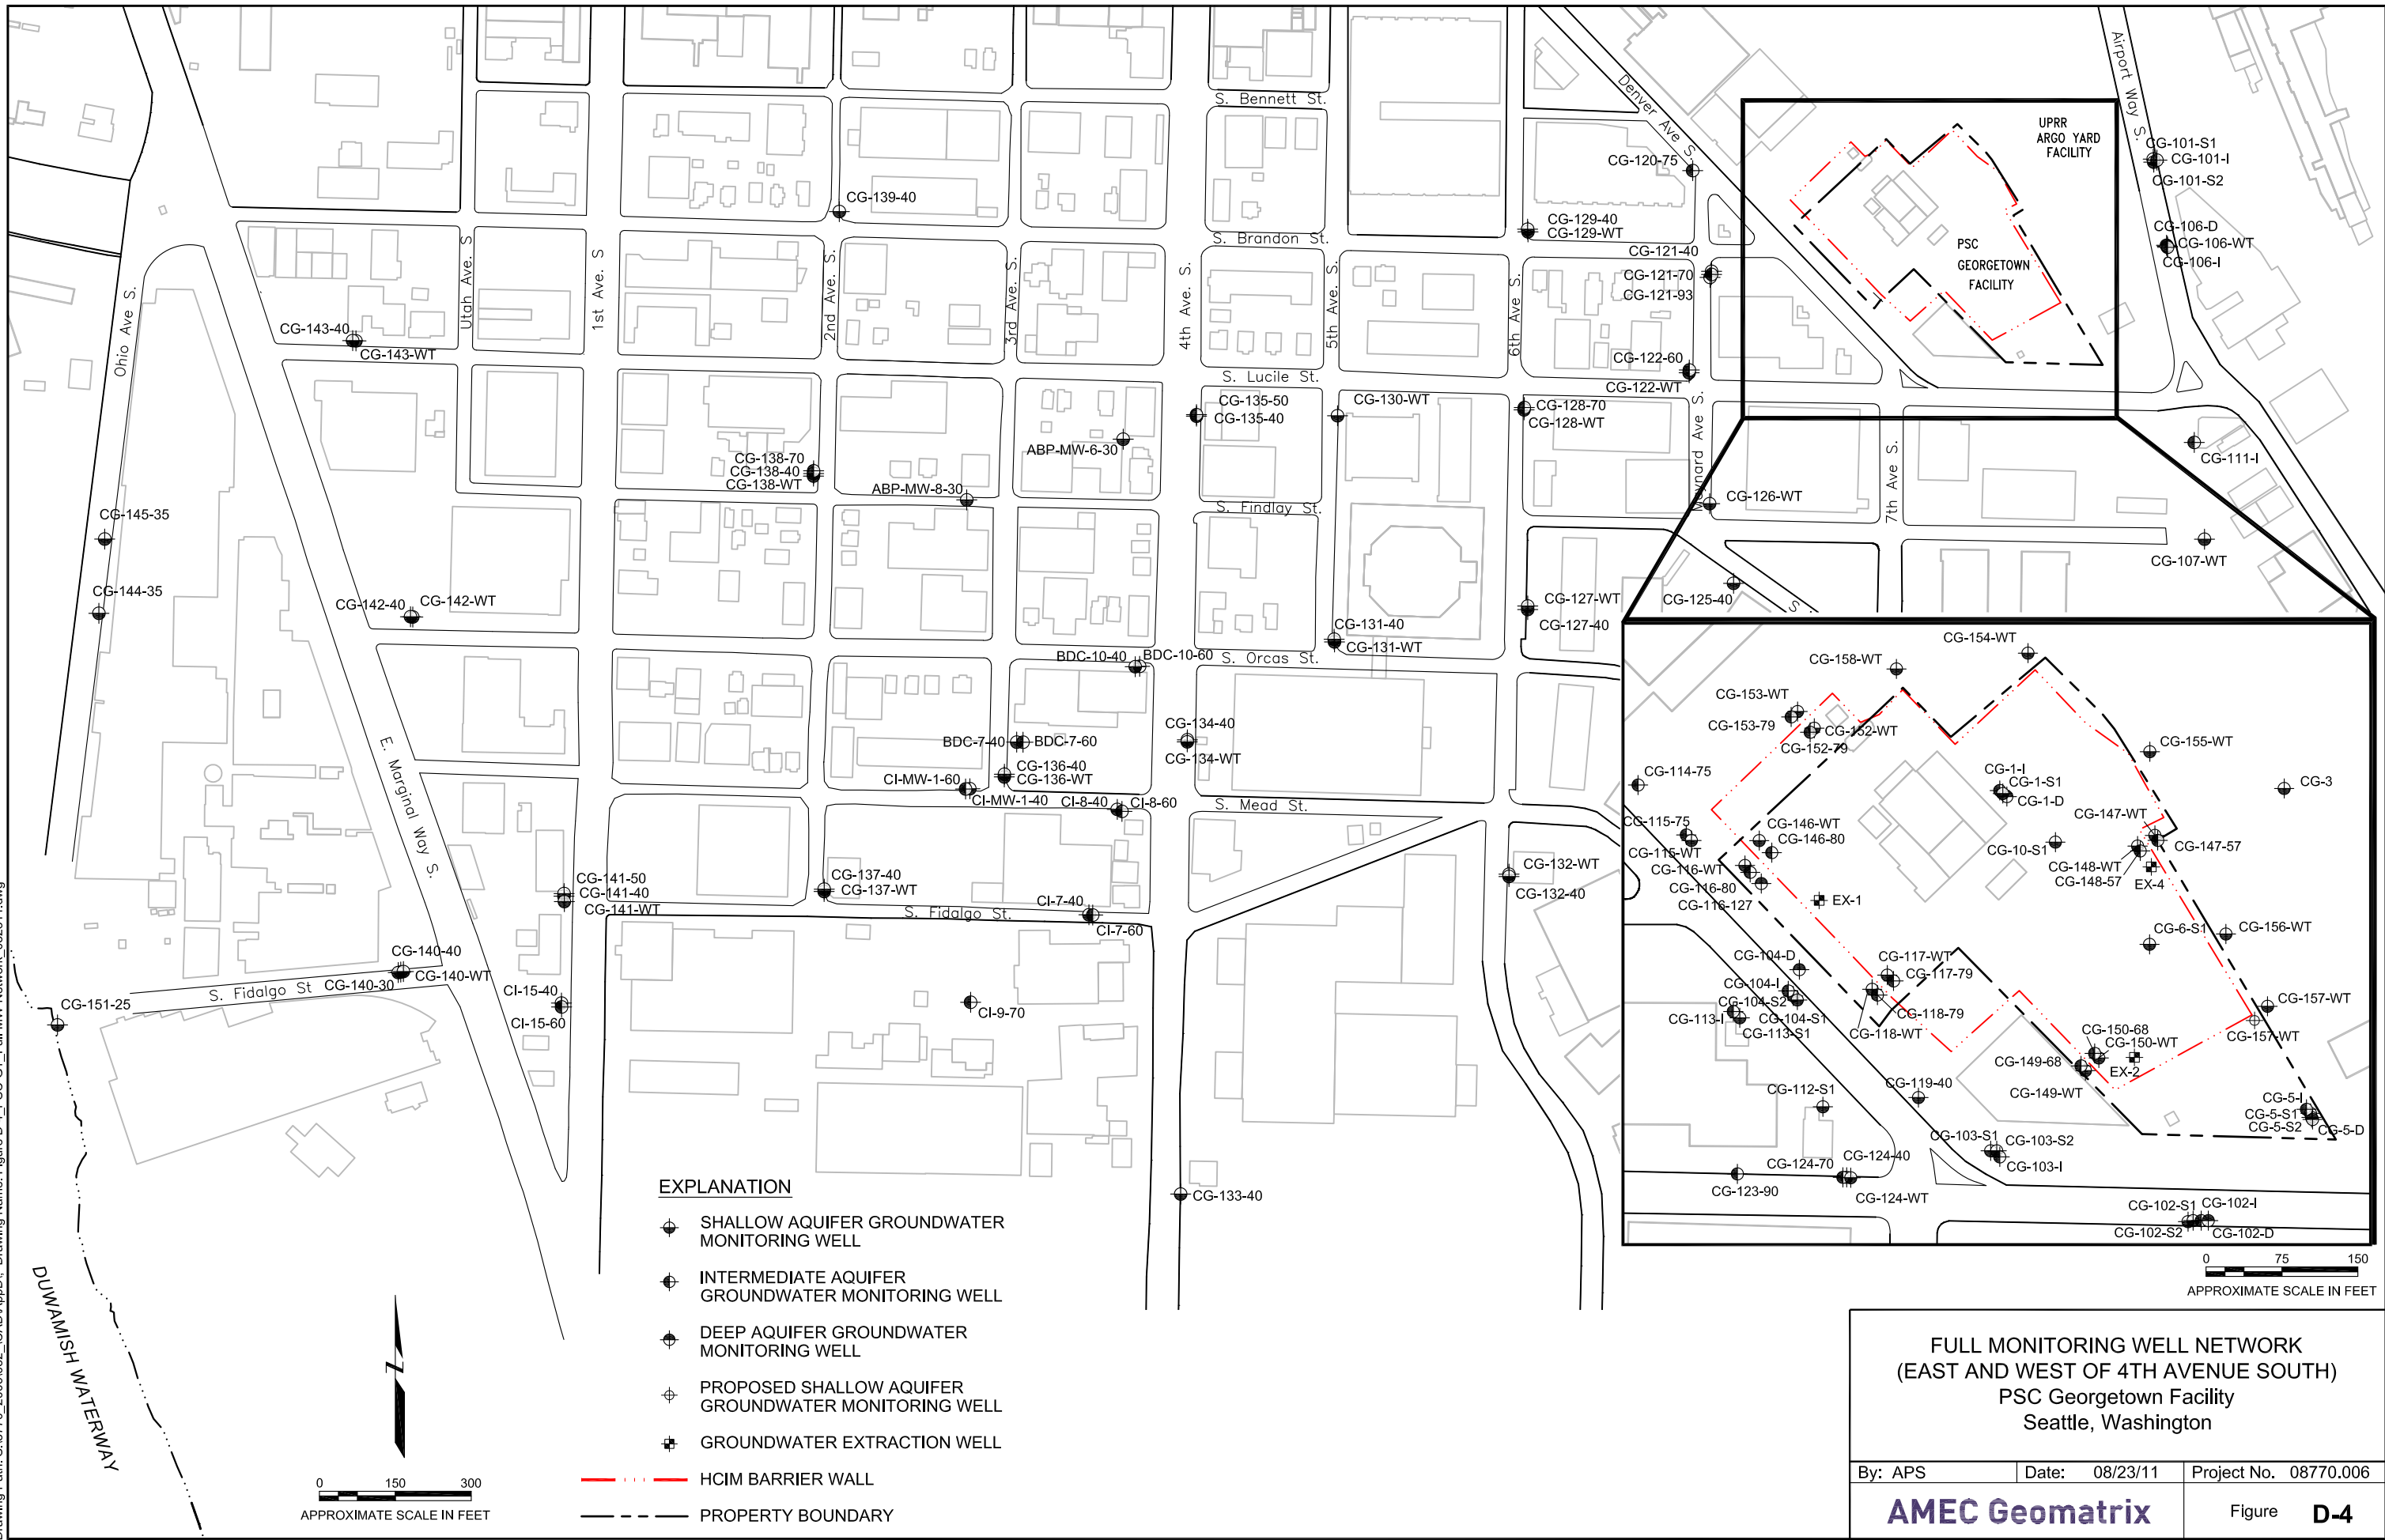 S. Bennett St.
Denver Ave S.
Airport Way S.
UPRR
ARGO YARD
FACILITY
CG-101-S1
CG-101-I
CG-101-S2
CG-120-75
CG-139-40
CG-129-40
CG-129-WT
S. Brandon St.
CG-106-D
CG-106-WT
CG-106-I
PSC
GEORGETOWN
FACILITY
CG-121-40
CG-121-70
CG-121-93
Ohio Ave S.
Utah Ave. S
1st Ave. S
2nd Ave. S.
3rd Ave. S.
4th Ave. S.
5th Ave. S.
6th Ave S.
Maynard Ave S.
7th Ave S.
CG-143-40
CG-143-WT
CG-122-60
CG-122-WT
S. Lucile St.
CG-135-50
CG-135-40
CG-130-WT
CG-128-70
CG-128-WT
ABP-MW-6-30
CG-111-I
CG-138-70
CG-138-40
CG-138-WT
ABP-MW-8-30
CG-126-WT
S. Findlay St.
CG-145-35
CG-107-WT
CG-144-35
CG-142-40
CG-142-WT
CG-125-40
S
CG-127-WT
CG-127-40
CG-131-40
CG-131-WT
S. Orcas St.
BDC-10-40
BDC-10-60
CG-134-40
CG-134-WT
BDC-7-40
BDC-7-60
CG-136-40
CG-136-WT
CI-MW-1-60
CI-MW-1-40
CI-8-40
CI-8-60
S. Mead St.
E. Marginal Way S.
CG-141-50
CG-141-40
CG-141-WT
CG-137-40
CG-137-WT
CG-132-WT
CG-132-40
CI-7-40
CI-7-60
S. Fidalgo St.
CG-140-40
CG-140-WT
CG-140-30
S. Fidalgo St
CG-151-25
CI-15-40
CI-15-60
CI-9-70
CG-133-40
DUWAMISH WATERWAY
CG-154-WT
CG-158-WT
CG-153-WT
CG-153-79
CG-152-WT
CG-152-79
CG-155-WT
CG-114-75
CG-1-I
CG-1-S1
CG-1-D
CG-3
CG-147-WT
CG-147-57
CG-115-75
CG-115-WT
CG-146-WT
CG-146-80
CG-10-S1
CG-148-WT
CG-148-57
EX-4
CG-116-WT
CG-116-80
CG-116-127
EX-1
CG-6-S1
CG-156-WT
CG-104-D
CG-117-WT
CG-117-79
CG-104-I
CG-104-S2
CG-104-S1
CG-113-I
CG-113-S1
CG-118-79
CG-118-WT
CG-157-WT
CG-157-WT
CG-150-68
CG-150-WT
CG-149-68
EX-2
CG-149-WT
CG-112-S1
CG-119-40
CG-5-I
CG-5-S1
CG-5-S2
CG-5-D
CG-103-S1
CG-103-S2
CG-103-I
CG-124-70
CG-124-40
CG-123-90
CG-124-WT
CG-102-S1
CG-102-I
CG-102-S2
CG-102-D
0 75 150
APPROXIMATE SCALE IN FEET
EXPLANATION
SHALLOW AQUIFER GROUNDWATER
MONITORING WELL
INTERMEDIATE AQUIFER
GROUNDWATER MONITORING WELL
DEEP AQUIFER GROUNDWATER
MONITORING WELL
PROPOSED SHALLOW AQUIFER
GROUNDWATER MONITORING WELL
GROUNDWATER EXTRACTION WELL
HCIM BARRIER WALL
PROPERTY BOUNDARY
N
0 150 300
APPROXIMATE SCALE IN FEET
FULL MONITORING WELL NETWORK
(EAST AND WEST OF 4TH AVENUE SOUTH)
PSC Georgetown Facility
Seattle, Washington
By: APS Date: 08/23/11 Project No. 08770.006
AMEC Geomatrix Figure D-4